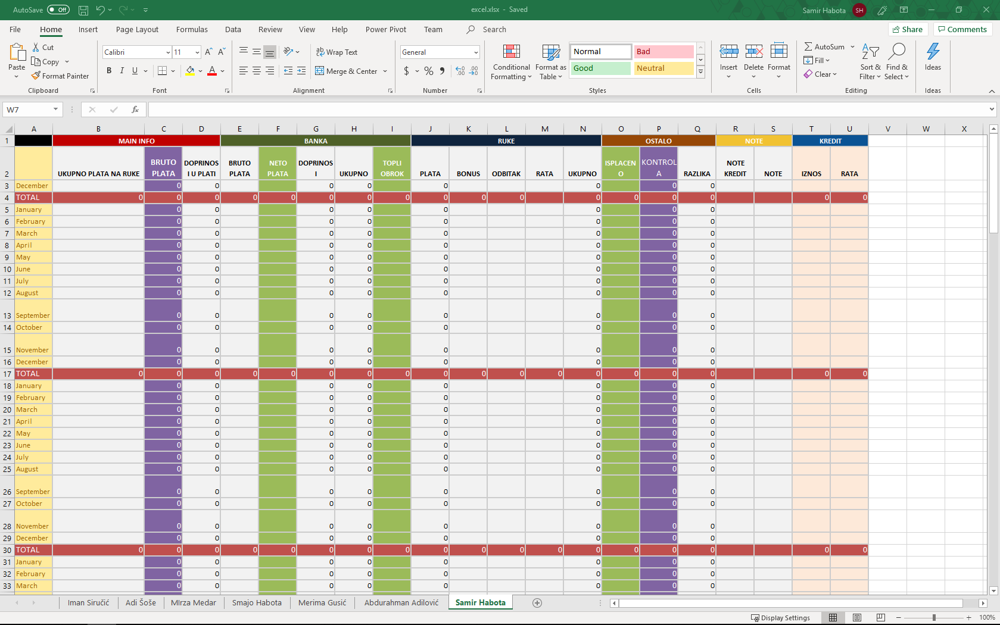 AutoSave Off
excel.xlsx - Saved
Samir Habota SH
File Home Insert Page Layout Formulas Data Review View Help Power Pivot Team Search
Share Comments
Paste
Cut
Copy
Format Painter
Clipboard
Calibri 11
B I U
Font
Wrap Text
Merge & Center
Alignment
General
$ % 9
Number
Conditional Formatting
Format as Table
Normal Bad
Good Neutral
Styles
Insert Delete Format
Cells
AutoSum
Fill
Clear
Sort & Filter
Find & Select
Editing
Ideas
Ideas
W7 fx
A B C D E F G H I J K L M N O P Q R S T U V W X
1 MAIN INFO BANKA RUKE OSTALO NOTE KREDIT
2 UKUPNO PLATA NA RUKE BRUTO PLATA DOPRINOSI U PLATI BRUTO PLATA NETO PLATA DOPRINOSI UKUPNO TOPLI OBROK PLATA BONUS ODBITAK RATA UKUPNO ISPLACENO KONTROLA RAZLIKA NOTE KREDIT NOTE IZNOS RATA
3 December 0 0 0 0 0 0 0 0
4 TOTAL 0 0 0 0 0 0 0 0 0 0 0 0 0 0 0 0 0 0
5 January 0 0 0 0 0 0 0 0
6 February 0 0 0 0 0 0 0 0
7 March 0 0 0 0 0 0 0 0
8 April 0 0 0 0 0 0 0 0
9 May 0 0 0 0 0 0 0 0
10 June 0 0 0 0 0 0 0 0
11 July 0 0 0 0 0 0 0 0
12 August 0 0 0 0 0 0 0 0
13 September 0 0 0 0 0 0 0 0
14 October 0 0 0 0 0 0 0 0
15 November 0 0 0 0 0 0 0 0
16 December 0 0 0 0 0 0 0 0
17 TOTAL 0 0 0 0 0 0 0 0 0 0 0 0 0 0 0 0 0 0
18 January 0 0 0 0 0 0 0 0
19 February 0 0 0 0 0 0 0 0
20 March 0 0 0 0 0 0 0 0
21 April 0 0 0 0 0 0 0 0
22 May 0 0 0 0 0 0 0 0
23 June 0 0 0 0 0 0 0 0
24 July 0 0 0 0 0 0 0 0
25 August 0 0 0 0 0 0 0 0
26 September 0 0 0 0 0 0 0 0
27 October 0 0 0 0 0 0 0 0
28 November 0 0 0 0 0 0 0 0
29 December 0 0 0 0 0 0 0 0
30 TOTAL 0 0 0 0 0 0 0 0 0 0 0 0 0 0 0 0 0 0
31 January 0 0 0 0 0 0 0 0
32 February 0 0 0 0 0 0 0 0
33 March 0 0 0 0 0 0 0 0
Iman Siručić Adi Šoše MIrza Medar Smajo Habota Merima Gusić Abdurahman Adilović Samir Habota
Display Settings 100%